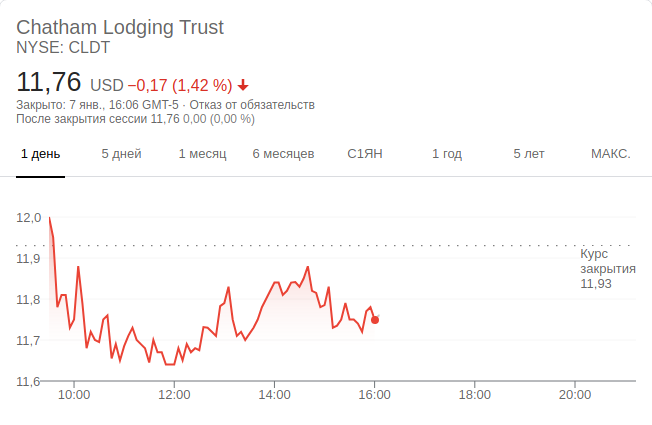 Chatham Lodging Trust
NYSE: CLDT
11,76 USD −0,17 (1,42 %)
Закрыто: 7 янв., 16:06 GMT-5 · Отказ от обязательств
После закрытия сессии 11,76 0,00 (0,00 %)
1 день 5 дней 1 месяц 6 месяцев С1ЯН 1 год 5 лет МАКС.
12,0
Курс
закрытия
11,93
11,9
11,8
11,7
11,6
10:00 12:00 14:00 16:00 18:00 20:00